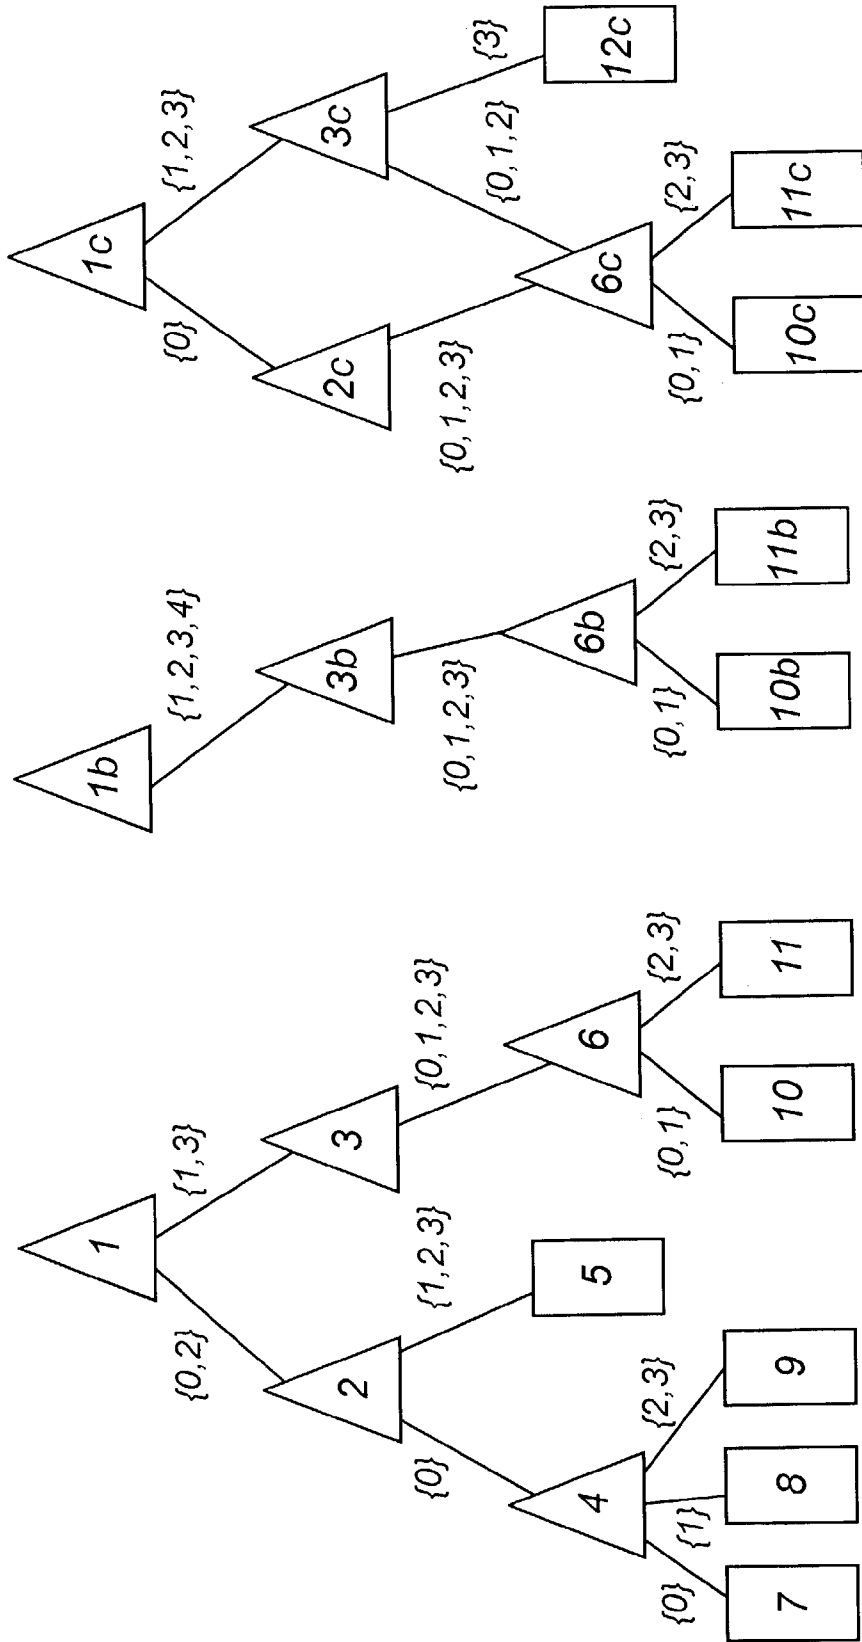 1
{0,2}
{1,3}
2
3
{0}
{1,2,3}
{0,1,2,3}
4
5
6
{0}
{1}
{2,3}
{0,1}
{2,3}
7
8
9
10
11
1b
{1,2,3,4}
3b
{0,1,2,3}
6b
{0,1}
{2,3}
10b
11b
1c
{0}
{1,2,3}
2c
3c
{0,1,2,3}
{0,1,2}
{3}
6c
12c
{0,1}
{2,3}
10c
11c